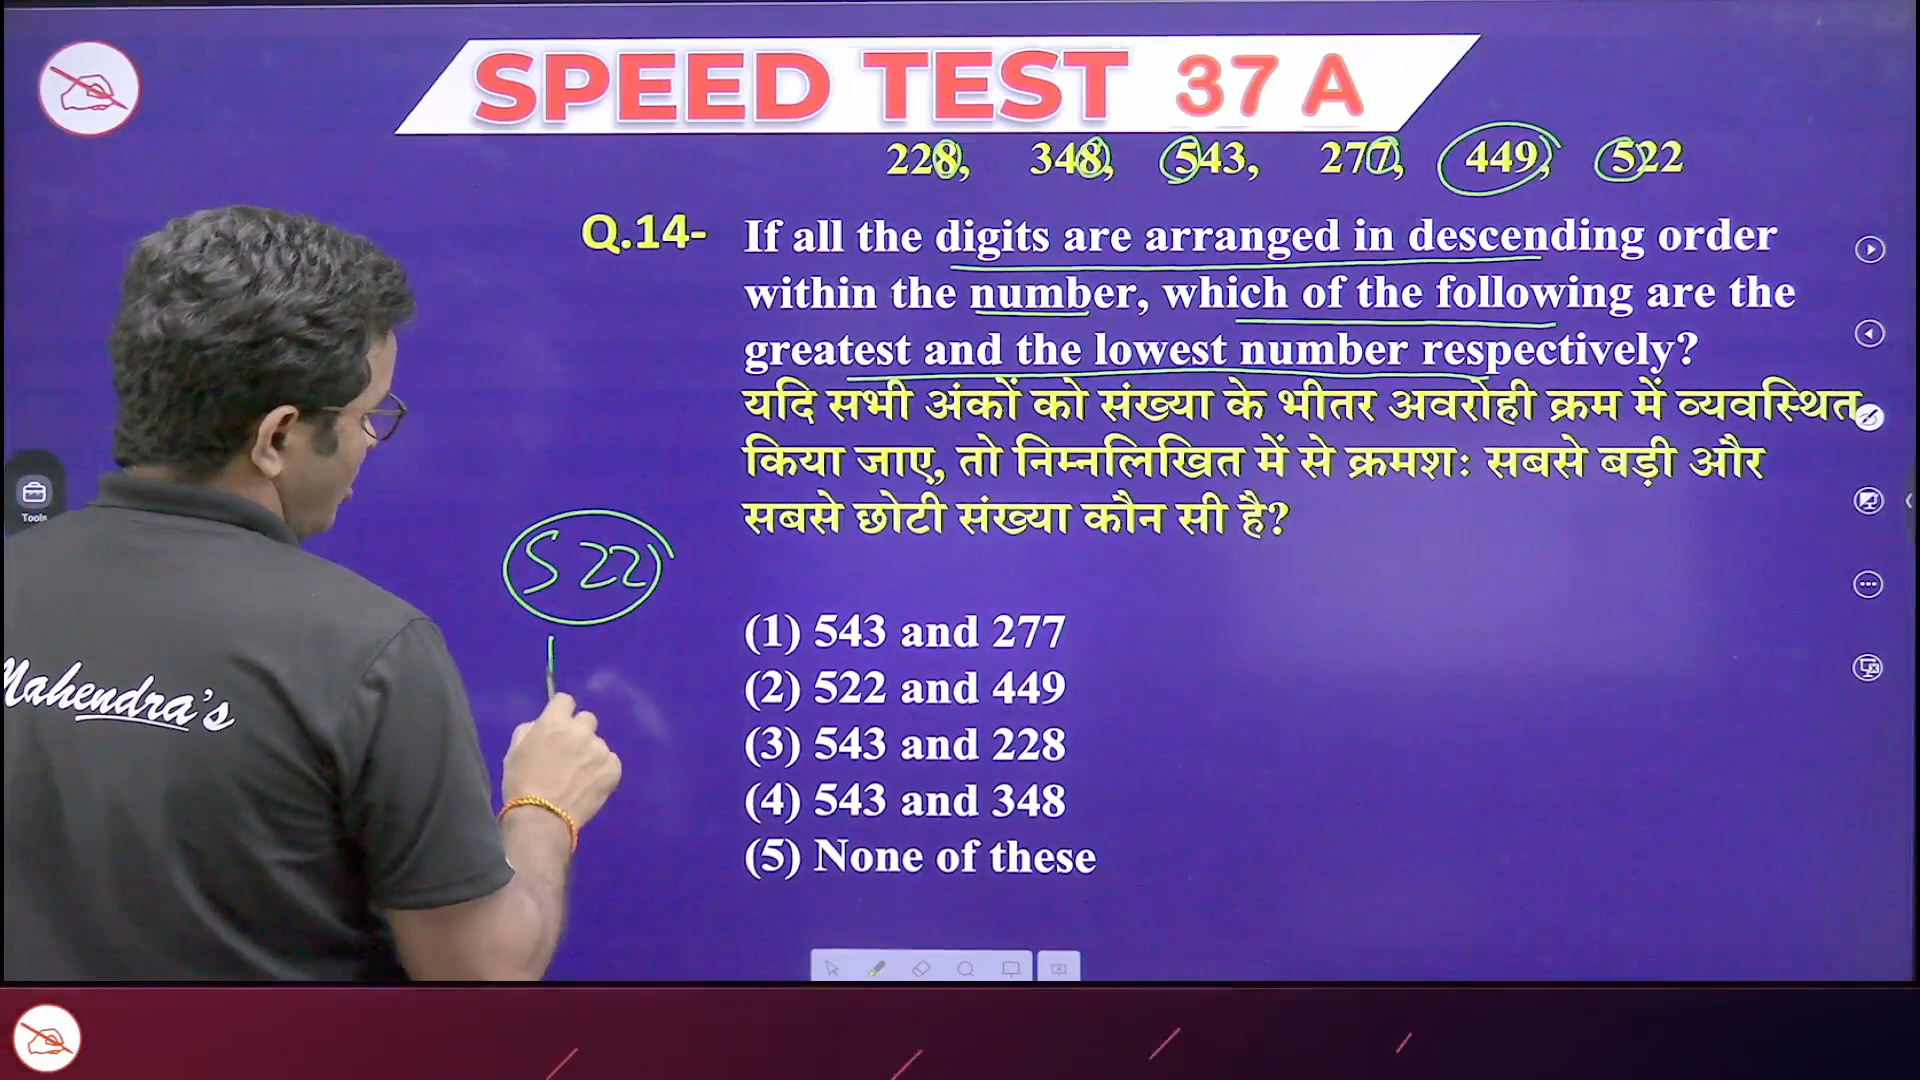 SPEED TEST 37 A
228, 348, 543, 277, 449, 522
Q.14- If all the digits are arranged in descending order
within the number, which of the following are the
greatest and the lowest number respectively?
यदि सभी अंकों को संख्या के भीतर अवरोही क्रम में व्यवस्थित
किया जाए, तो निम्नलिखित में से क्रमशः सबसे बड़ी और
सबसे छोटी संख्या कौन सी है?
522
(1) 543 and 277
(2) 522 and 449
(3) 543 and 228
(4) 543 and 348
(5) None of these
Mahendra's
Tools